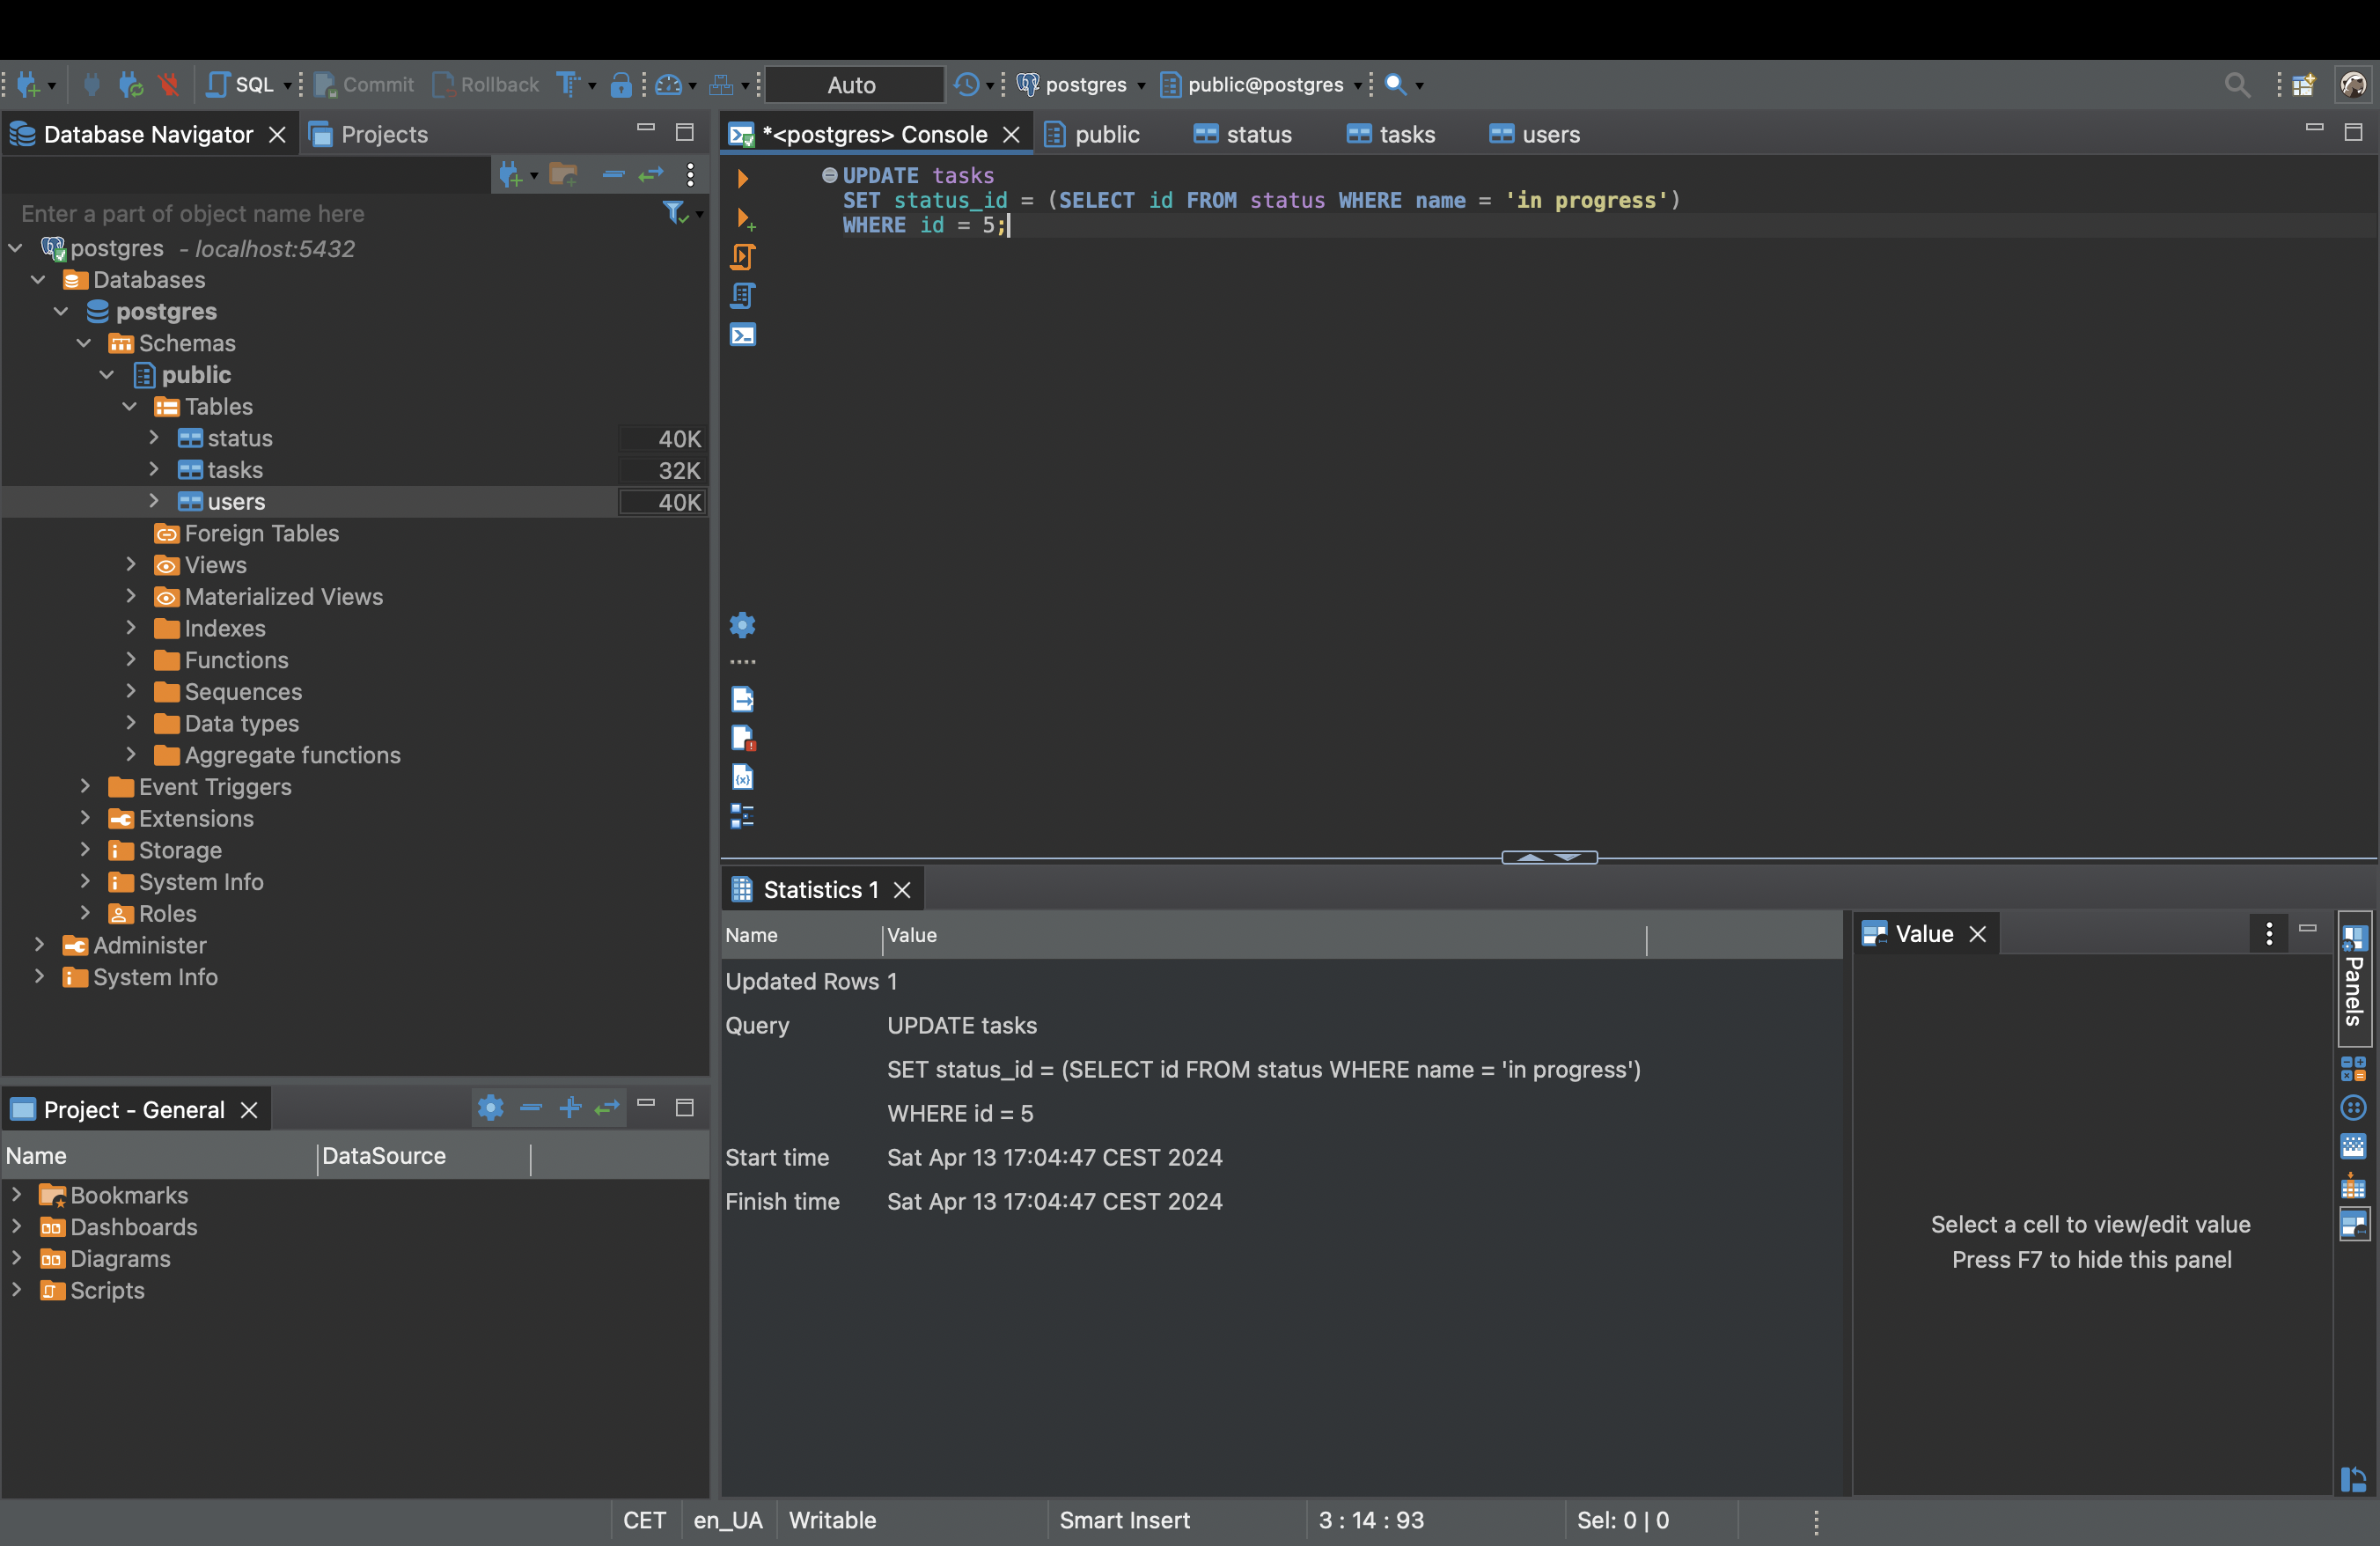 SQL
Commit
Rollback
Auto
postgres
public@postgres
Database Navigator
Projects
*<postgres> Console
public
status
tasks
users
Enter a part of object name here
postgres - localhost:5432
Databases
postgres
Schemas
public
Tables
status 40K
tasks 32K
users 40K
Foreign Tables
Views
Materialized Views
Indexes
Functions
Sequences
Data types
Aggregate functions
Event Triggers
Extensions
Storage
System Info
Roles
Administer
System Info
UPDATE tasks
SET status_id = (SELECT id FROM status WHERE name = 'in progress')
WHERE id = 5;
Statistics 1
Name Value
Updated Rows 1
Query UPDATE tasks
SET status_id = (SELECT id FROM status WHERE name = 'in progress')
WHERE id = 5
Start time Sat Apr 13 17:04:47 CEST 2024
Finish time Sat Apr 13 17:04:47 CEST 2024
Value
Select a cell to view/edit value
Press F7 to hide this panel
Panels
Project - General
Name DataSource
Bookmarks
Dashboards
Diagrams
Scripts
CET
en_UA
Writable
Smart Insert
3 : 14 : 93
Sel: 0 | 0